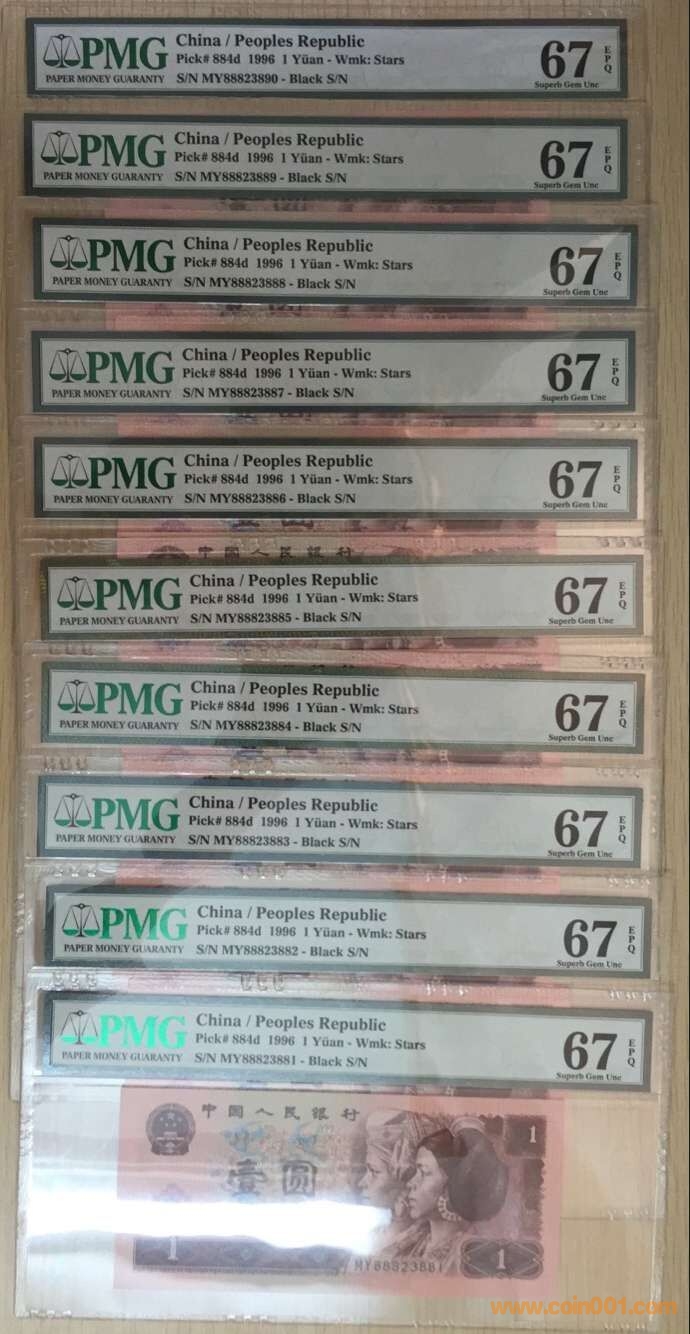 PMG
PAPER MONEY GUARANTY
China / Peoples Republic
Pick# 884d 1996 1 Yüan - Wmk: Stars
S/N MY88823890 - Black S/N
67
EPQ
Superb Gem Unc
PMG
PAPER MONEY GUARANTY
China / Peoples Republic
Pick# 884d 1996 1 Yüan - Wmk: Stars
S/N MY88823889 - Black S/N
67
EPQ
Superb Gem Unc
PMG
PAPER MONEY GUARANTY
China / Peoples Republic
Pick# 884d 1996 1 Yüan - Wmk: Stars
S/N MY88823888 - Black S/N
67
EPQ
Superb Gem Unc
PMG
PAPER MONEY GUARANTY
China / Peoples Republic
Pick# 884d 1996 1 Yüan - Wmk: Stars
S/N MY88823887 - Black S/N
67
EPQ
Superb Gem Unc
PMG
PAPER MONEY GUARANTY
China / Peoples Republic
Pick# 884d 1996 1 Yüan - Wmk: Stars
S/N MY88823886 - Black S/N
67
EPQ
Superb Gem Unc
中国人民银行
PMG
PAPER MONEY GUARANTY
China / Peoples Republic
Pick# 884d 1996 1 Yüan - Wmk: Stars
S/N MY88823885 - Black S/N
67
EPQ
Superb Gem Unc
PMG
PAPER MONEY GUARANTY
China / Peoples Republic
Pick# 884d 1996 1 Yüan - Wmk: Stars
S/N MY88823884 - Black S/N
67
EPQ
Superb Gem Unc
PMG
PAPER MONEY GUARANTY
China / Peoples Republic
Pick# 884d 1996 1 Yüan - Wmk: Stars
S/N MY88823883 - Black S/N
67
EPQ
Superb Gem Unc
PMG
PAPER MONEY GUARANTY
China / Peoples Republic
Pick# 884d 1996 1 Yüan - Wmk: Stars
S/N MY88823882 - Black S/N
67
EPQ
Superb Gem Unc
PMG
PAPER MONEY GUARANTY
China / Peoples Republic
Pick# 884d 1996 1 Yüan - Wmk: Stars
S/N MY88823881 - Black S/N
67
EPQ
Superb Gem Unc
中国人民银行
1
壹圆
1
1
MY88823881
www.coin001.com